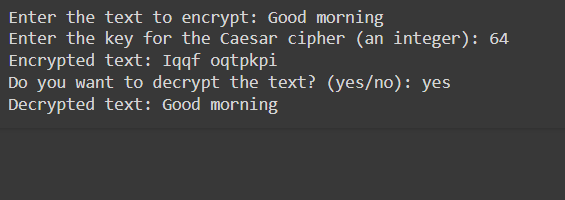 Enter the text to encrypt: Good morning
Enter the key for the Caesar cipher (an integer): 64
Encrypted text: Iqqf oqtpkpi
Do you want to decrypt the text? (yes/no): yes
Decrypted text: Good morning